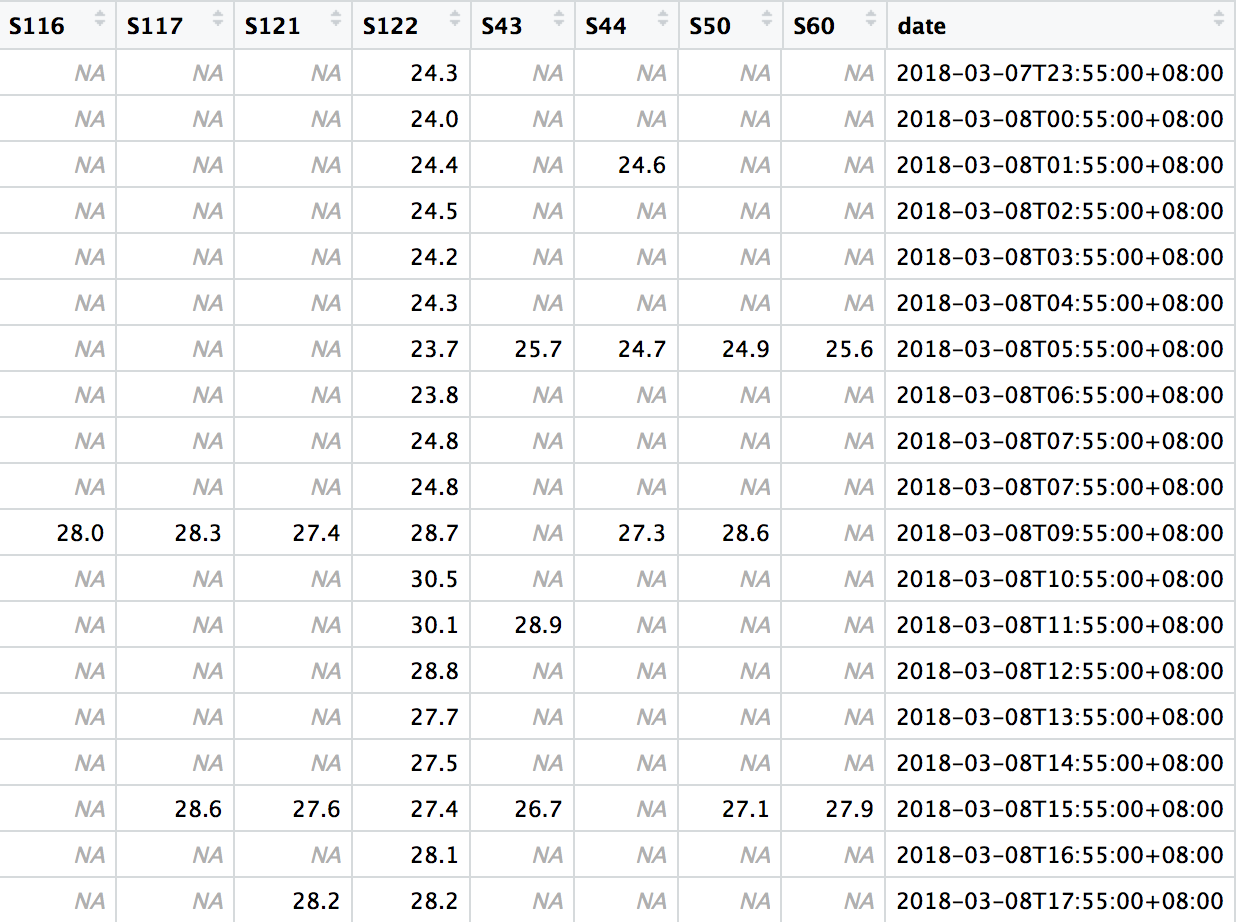 S116 S117 S121 S122 S43 S44 S50 S60 date
NA NA NA 24.3 NA NA NA NA 2018-03-07T23:55:00+08:00
NA NA NA 24.0 NA NA NA NA 2018-03-08T00:55:00+08:00
NA NA NA 24.4 NA 24.6 NA NA 2018-03-08T01:55:00+08:00
NA NA NA 24.5 NA NA NA NA 2018-03-08T02:55:00+08:00
NA NA NA 24.2 NA NA NA NA 2018-03-08T03:55:00+08:00
NA NA NA 24.3 NA NA NA NA 2018-03-08T04:55:00+08:00
NA NA NA 23.7 25.7 24.7 24.9 25.6 2018-03-08T05:55:00+08:00
NA NA NA 23.8 NA NA NA NA 2018-03-08T06:55:00+08:00
NA NA NA 24.8 NA NA NA NA 2018-03-08T07:55:00+08:00
NA NA NA 24.8 NA NA NA NA 2018-03-08T07:55:00+08:00
28.0 28.3 27.4 28.7 NA 27.3 28.6 NA 2018-03-08T09:55:00+08:00
NA NA NA 30.5 NA NA NA NA 2018-03-08T10:55:00+08:00
NA NA NA 30.1 28.9 NA NA NA 2018-03-08T11:55:00+08:00
NA NA NA 28.8 NA NA NA NA 2018-03-08T12:55:00+08:00
NA NA NA 27.7 NA NA NA NA 2018-03-08T13:55:00+08:00
NA NA NA 27.5 NA NA NA NA 2018-03-08T14:55:00+08:00
NA 28.6 27.6 27.4 26.7 NA 27.1 27.9 2018-03-08T15:55:00+08:00
NA NA NA 28.1 NA NA NA NA 2018-03-08T16:55:00+08:00
NA NA 28.2 28.2 NA NA NA NA 2018-03-08T17:55:00+08:00